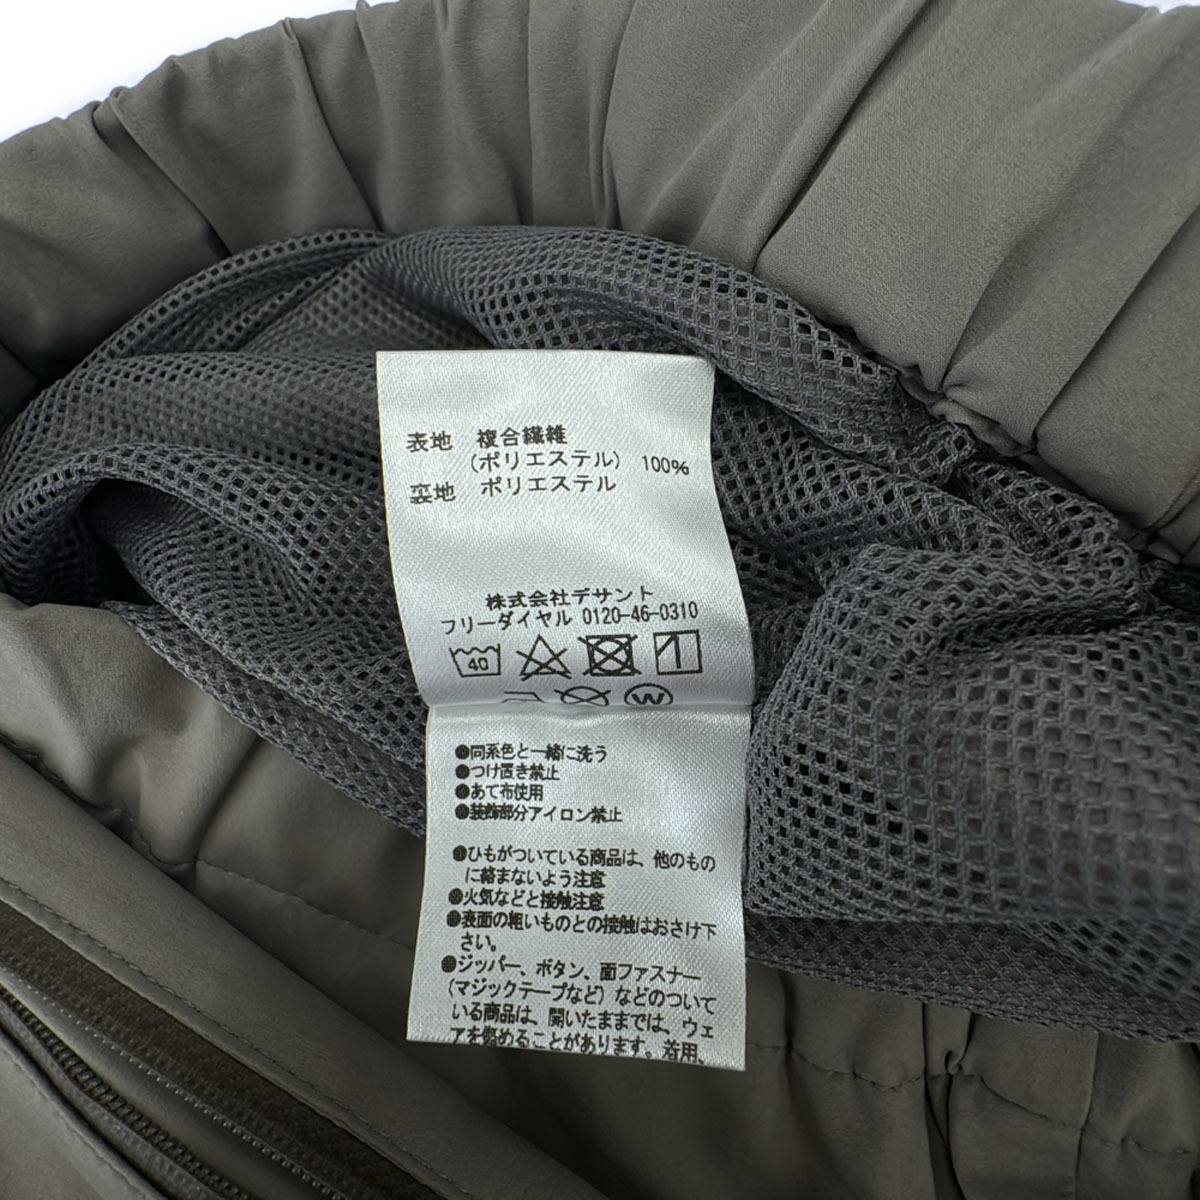 表地 複合繊維
(ポリエステル) 100%
裏地 ポリエステル
株式会社デサント
フリーダイヤル 0120-46-0310
40
W
●同系色と一緒に洗う
●つけ置き禁止
●あて布使用
●装飾部分アイロン禁止
●ひもがついている商品は、他のもの
に絡まないよう注意
●火気などと接触注意
●表面の粗いものとの接触はおさけ下
さい。
●ジッパー、ボタン、面ファスナー
(マジックテープなど) などのついて
いる商品は、開いたままでは、ウェ
アを傷めることがあります。着用、